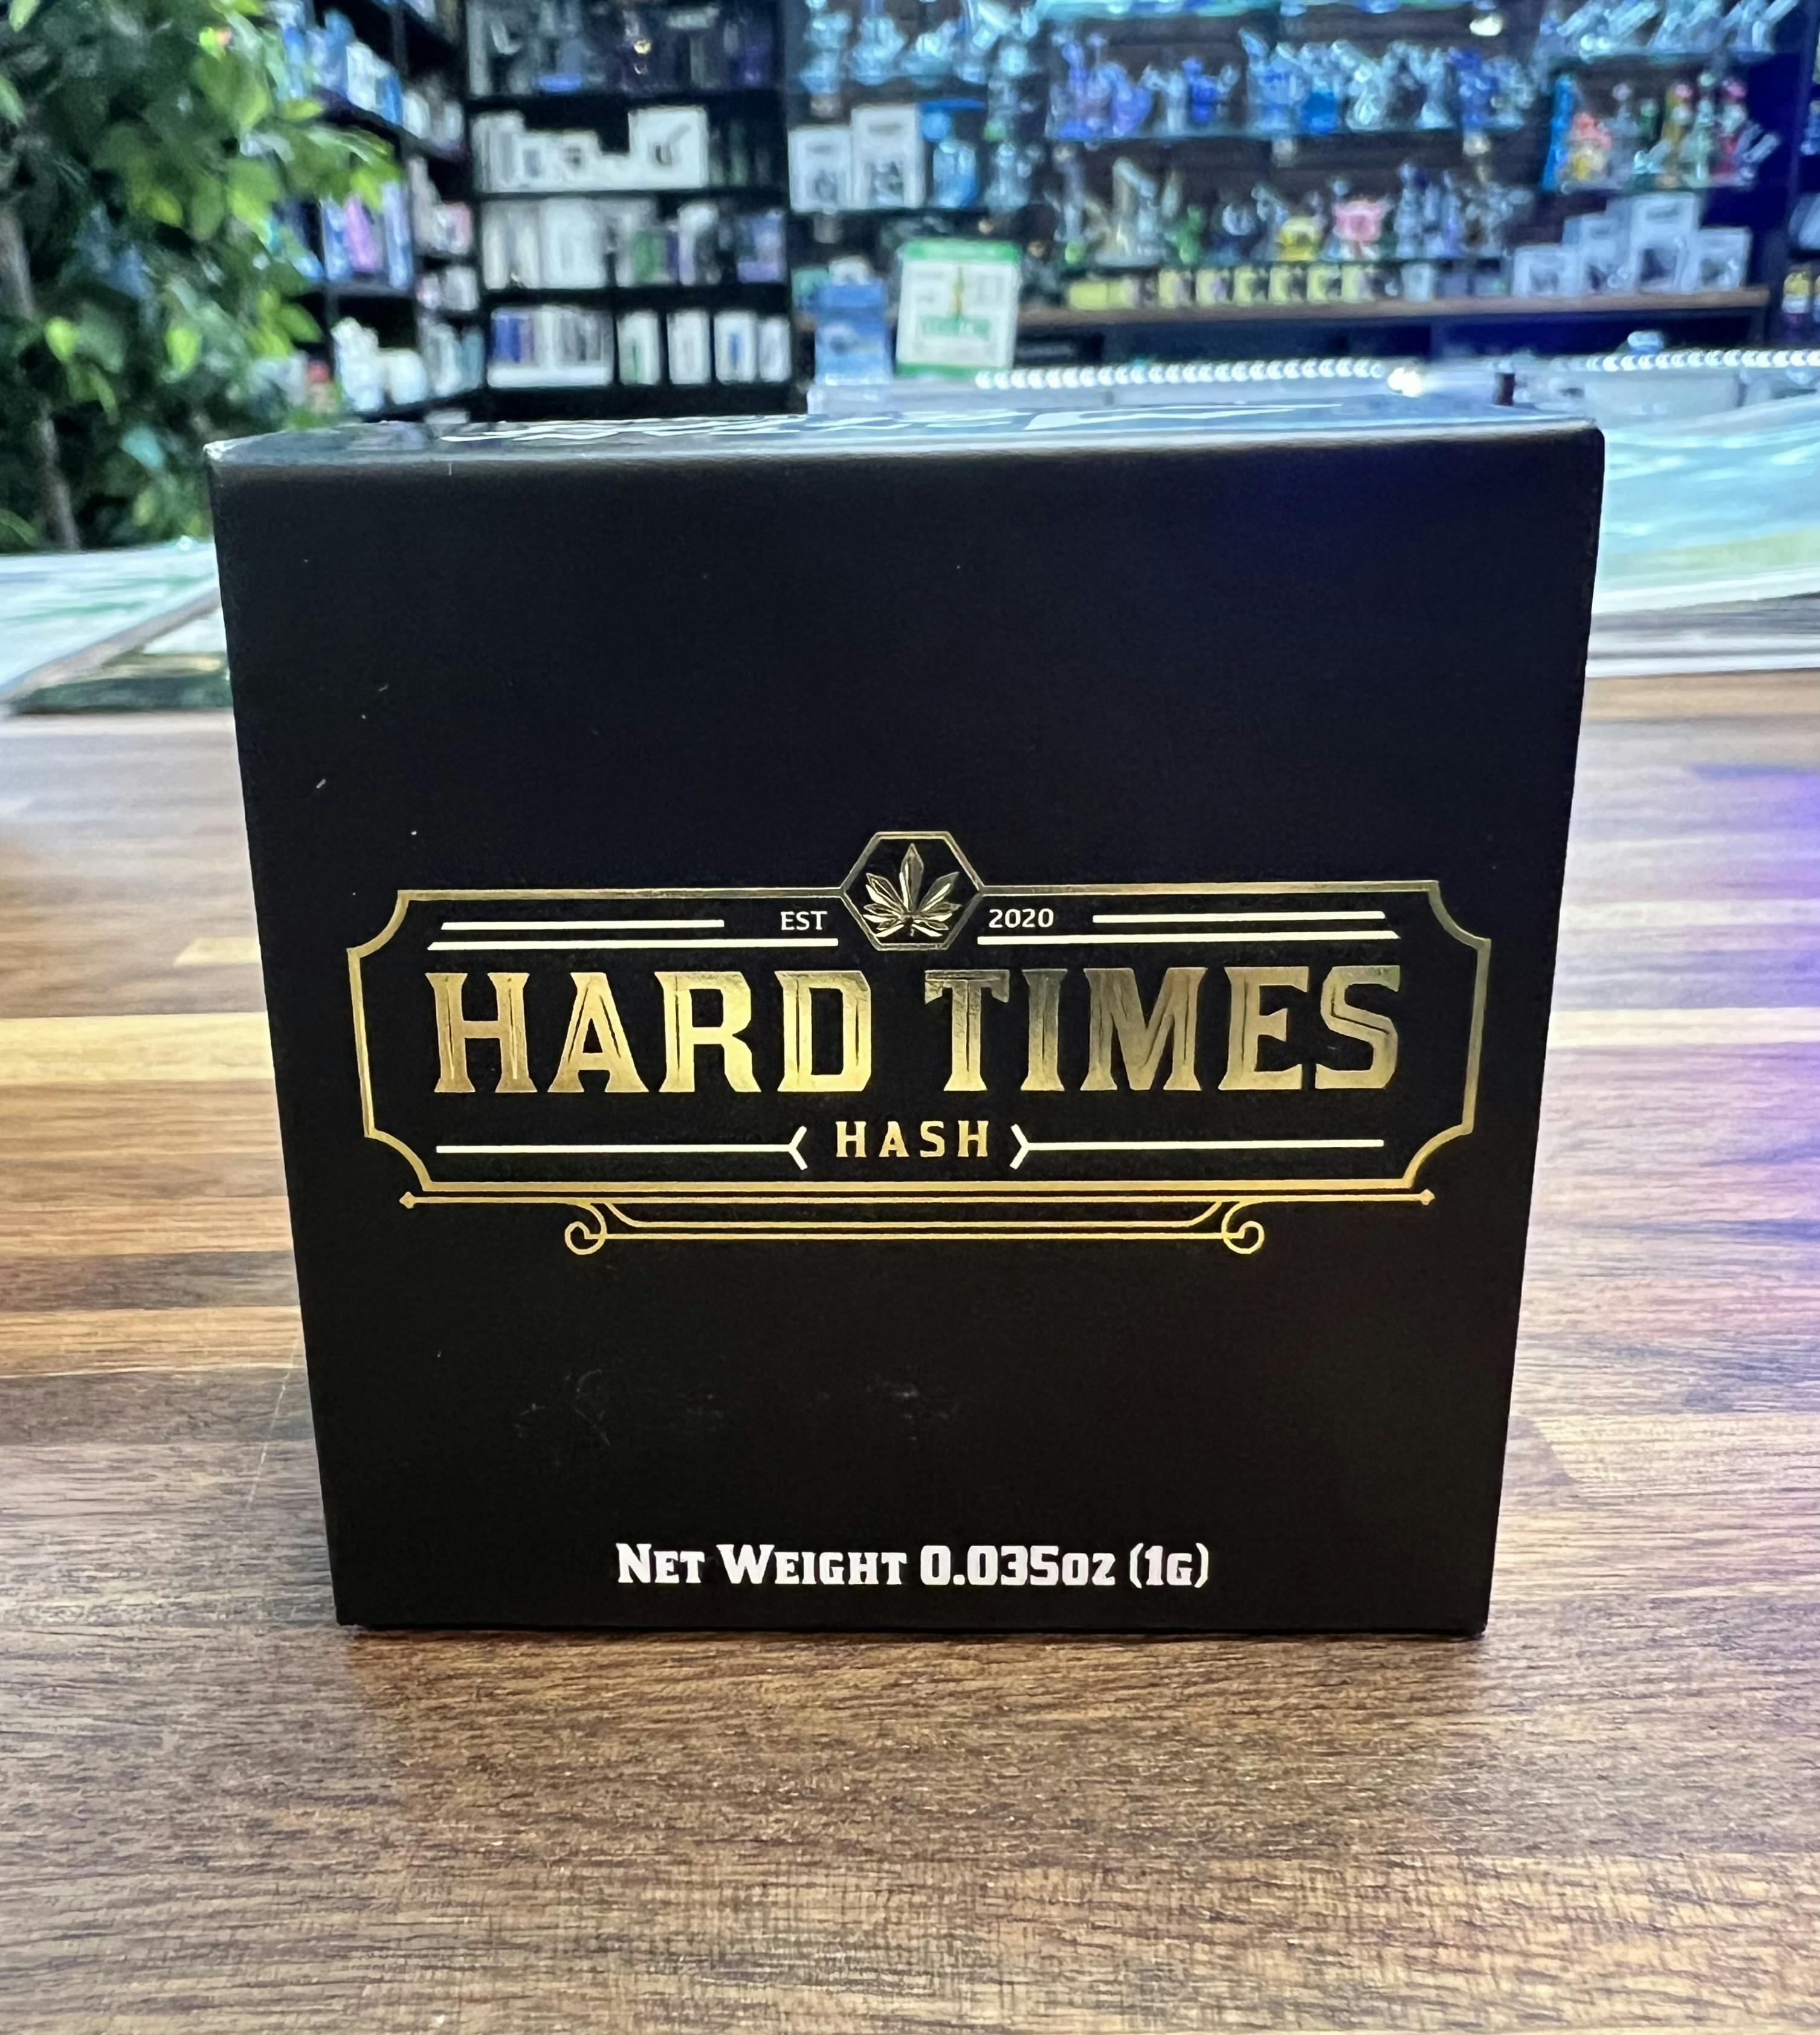 EST 2020
HARD TIMES
HASH
NET WEIGHT 0.035OZ (1G)